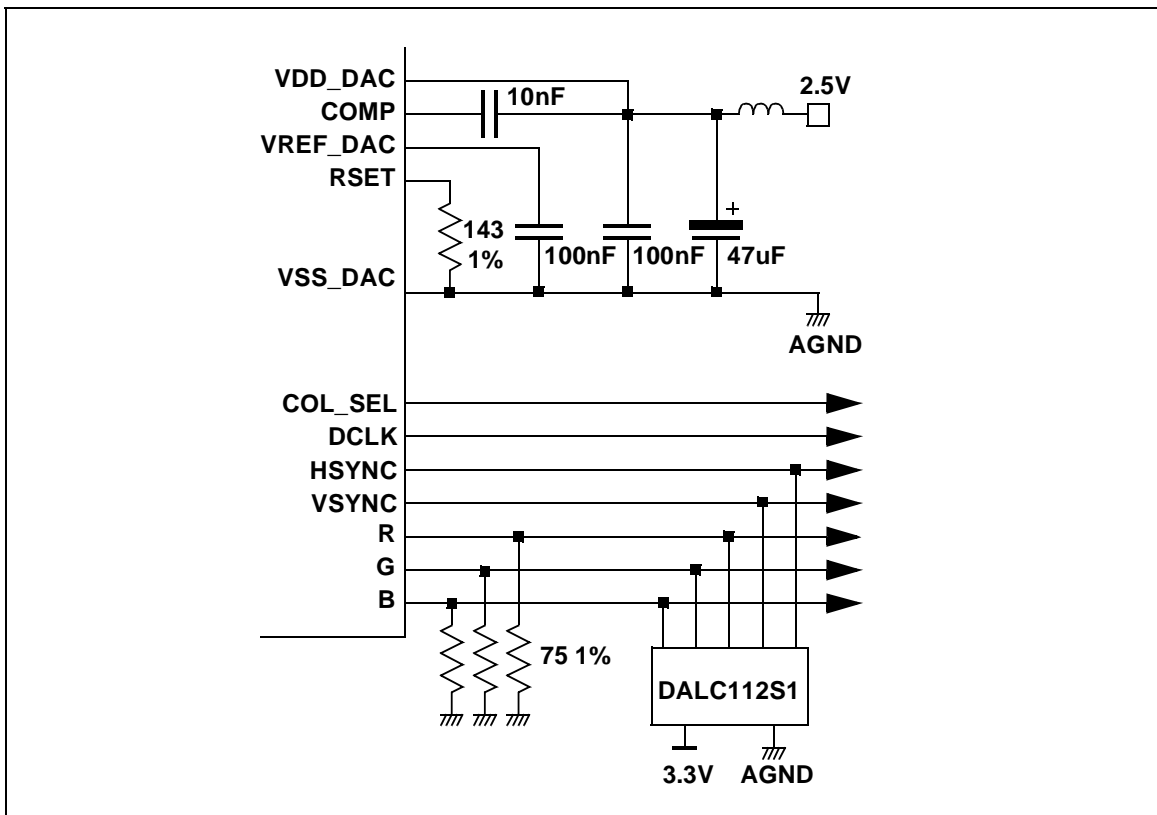 VDD_DAC
10nF
2.5V
COMP
VREF_DAC
RSET
+
143
1%
100nF
100nF
47uF
VSS_DAC
AGND
COL_SEL
DCLK
HSYNC
VSYNC
R
G
B
75 1%
DALC112S1
3.3V
AGND